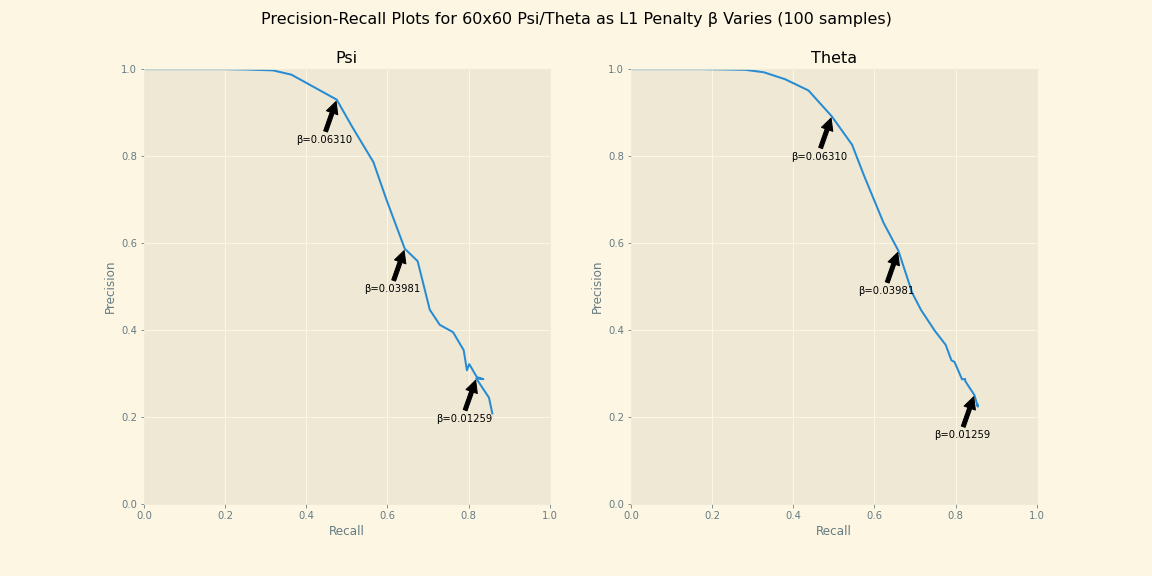 Precision-Recall Plots for 60x60 Psi/Theta as L1 Penalty β Varies (100 samples)
Psi
1.0
0.8
0.6
0.4
0.2
0.0
Precision
β=0.06310
β=0.03981
β=0.01259
0.0 0.2 0.4 0.6 0.8 1.0
Recall
Theta
1.0
0.8
0.6
0.4
0.2
0.0
Precision
β=0.06310
β=0.03981
β=0.01259
0.0 0.2 0.4 0.6 0.8 1.0
Recall